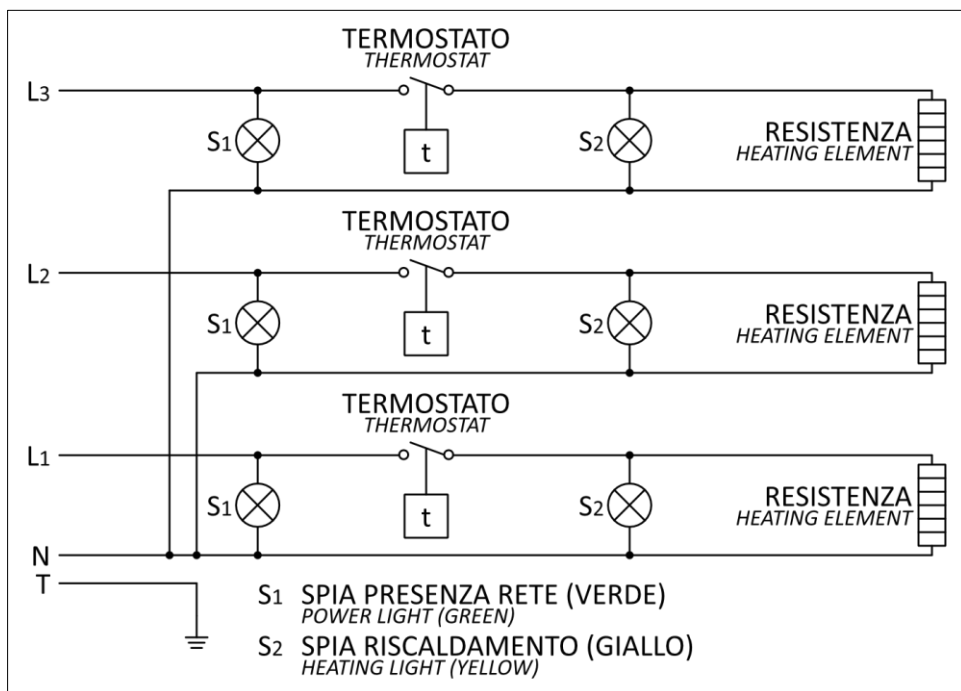 TERMOSTATO
THERMOSTAT
L3
S1
t
S2
RESISTENZA
HEATING ELEMENT
TERMOSTATO
THERMOSTAT
L2
S1
t
S2
RESISTENZA
HEATING ELEMENT
TERMOSTATO
THERMOSTAT
L1
S1
t
S2
RESISTENZA
HEATING ELEMENT
N
T
S1 SPIA PRESENZA RETE (VERDE)
POWER LIGHT (GREEN)
S2 SPIA RISCALDAMENTO (GIALLO)
HEATING LIGHT (YELLOW)